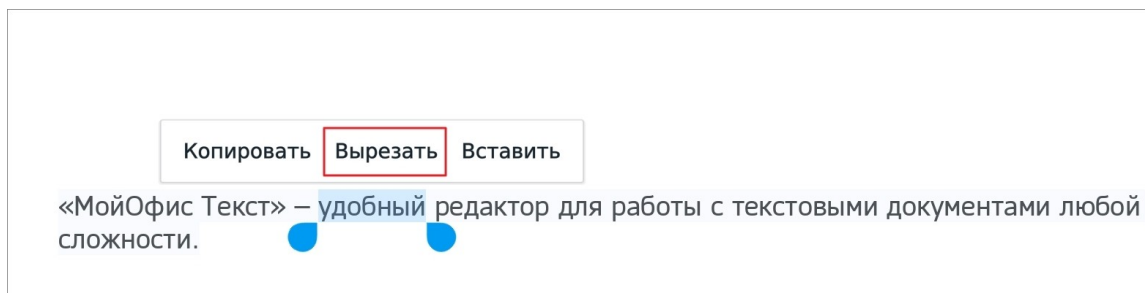 Копировать Вырезать Вставить
«МойОфис Текст» – удобный редактор для работы с текстовыми документами любой
сложности.